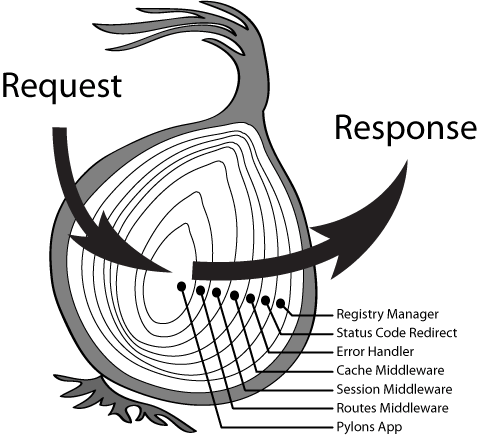 Request
Response
Registry Manager
Status Code Redirect
Error Handler
Cache Middleware
Session Middleware
Routes Middleware
Pylons App